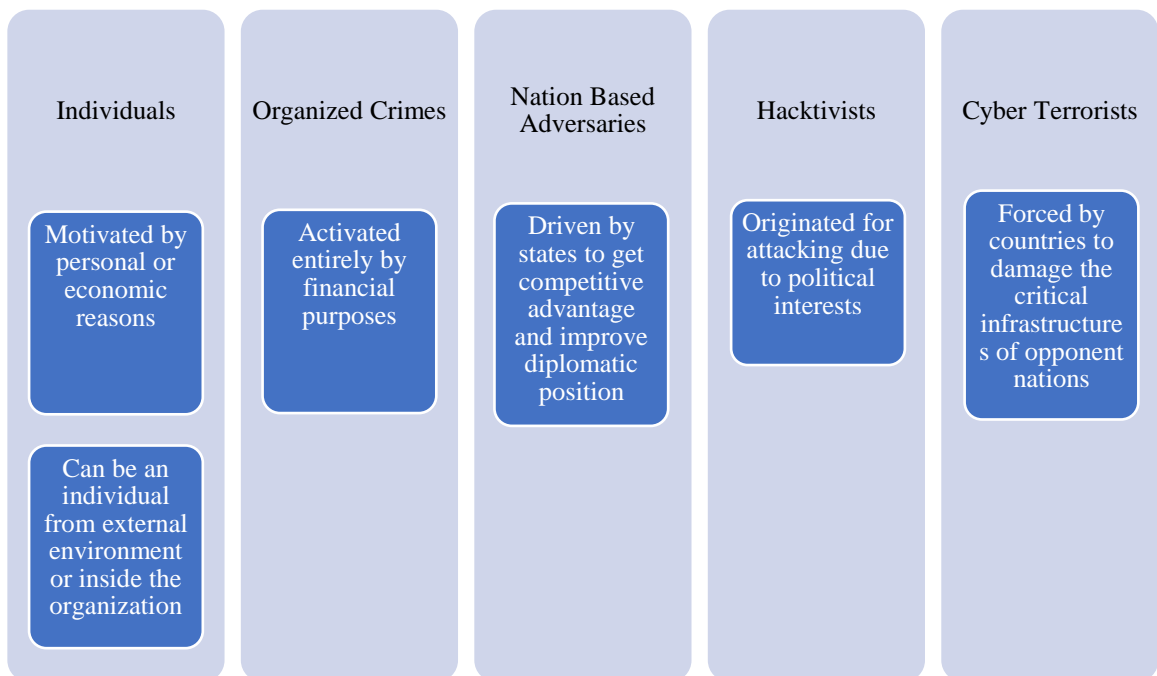 Individuals
Motivated by
personal or
economic
reasons
Can be an
individual
from external
environment
or inside the
organization
Organized Crimes
Activated
entirely by
financial
purposes
Nation Based
Adversaries
Driven by
states to get
competitive
advantage
and improve
diplomatic
position
Hacktivists
Originated for
attacking due
to political
interests
Cyber Terrorists
Forced by
countries to
damage the
critical
infrastructure
s of opponent
nations